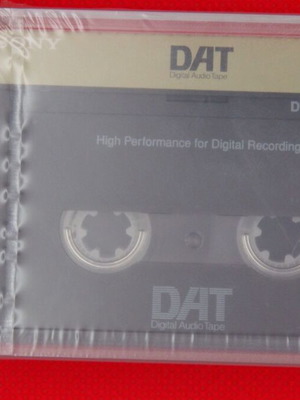 DAT
Digital Audio Tape
D
High Performance for Digital Recording
DAT
Digital Audio Tape